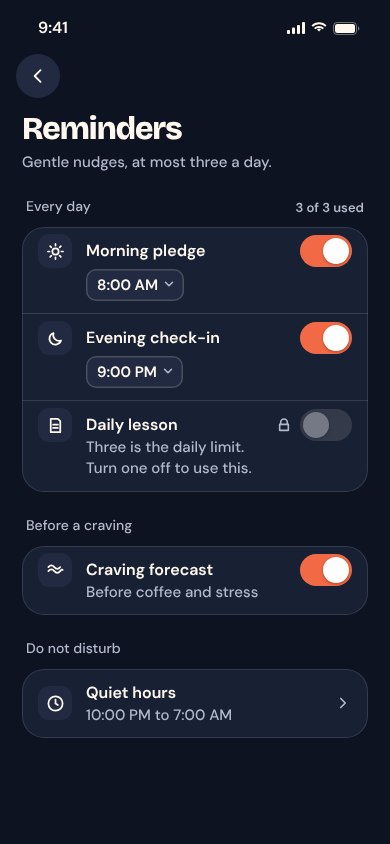 9:41
Reminders
Gentle nudges, at most three a day.
Every day
3 of 3 used
Morning pledge
8:00 AM
Evening check-in
9:00 PM
Daily lesson
Three is the daily limit.
Turn one off to use this.
Before a craving
Craving forecast
Before coffee and stress
Do not disturb
Quiet hours
10:00 PM to 7:00 AM